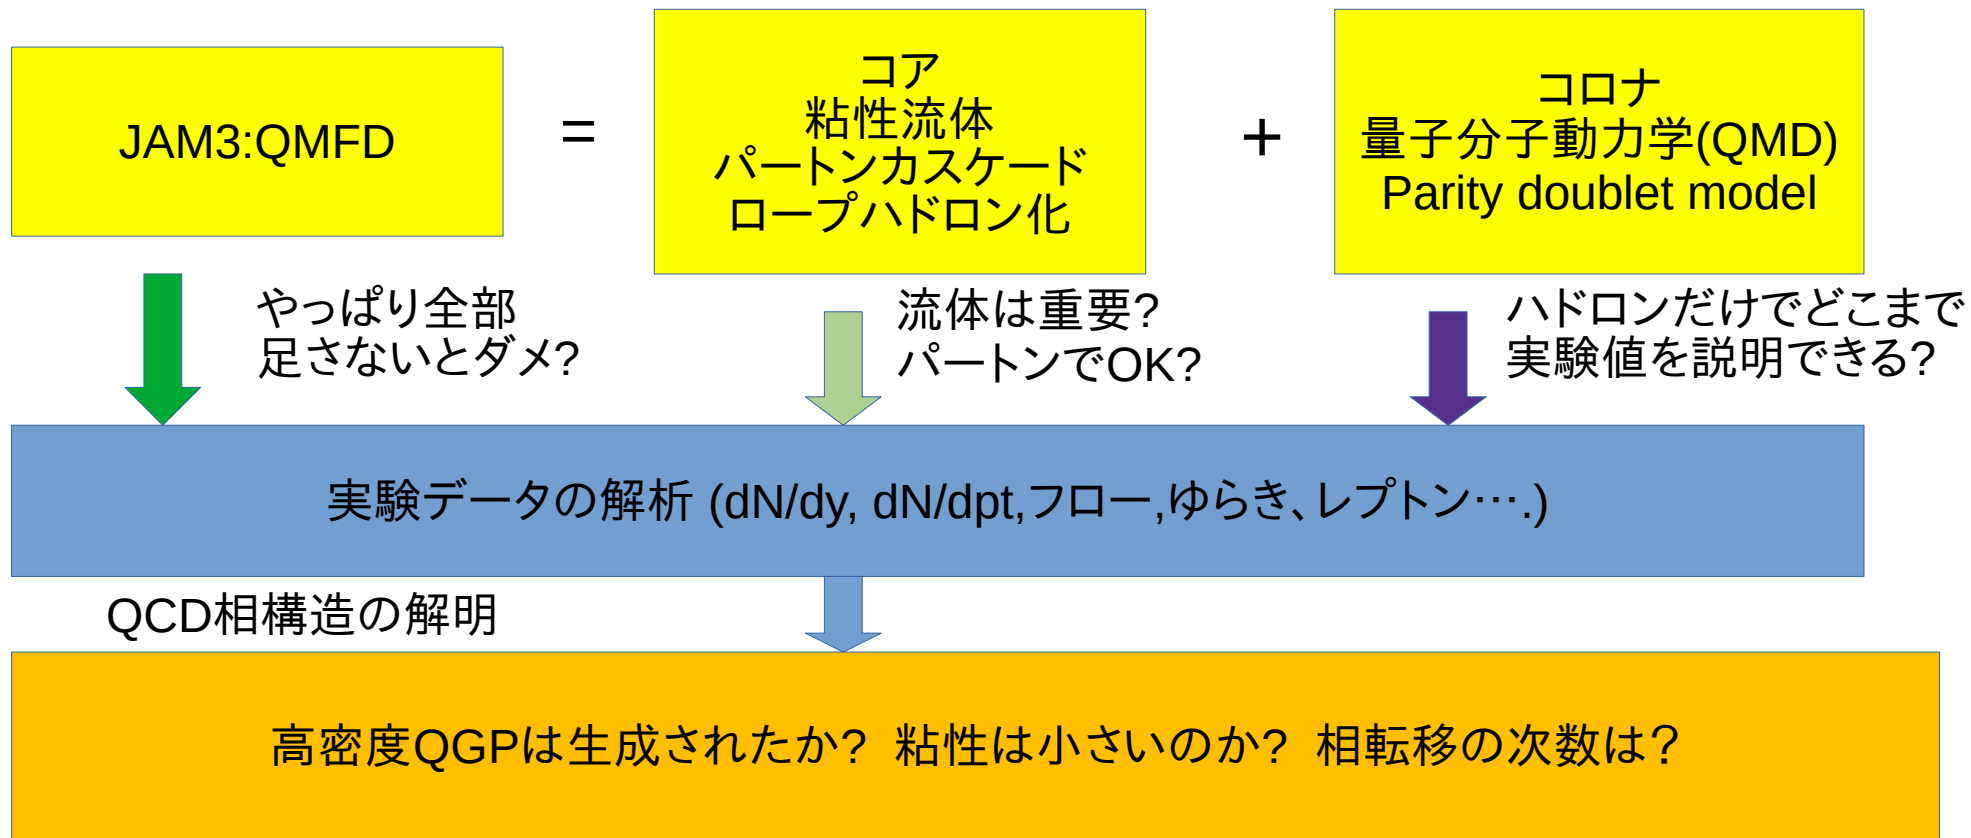 JAM3:QMFD
=
コア
粘性流体
パートンカスケード
ロープハドロン化
+
コロナ
量子分子動力学(QMD)
Parity doublet model
やっぱり全部
足さないとダメ?
流体は重要?
パートンでOK?
ハドロンだけでどこまで
実験値を説明できる?
実験データの解析 (dN/dy, dN/dpt,フロー,ゆらき、レプトン….)
QCD相構造の解明
高密度QGPは生成されたか? 粘性は小さいのか? 相転移の次数は?